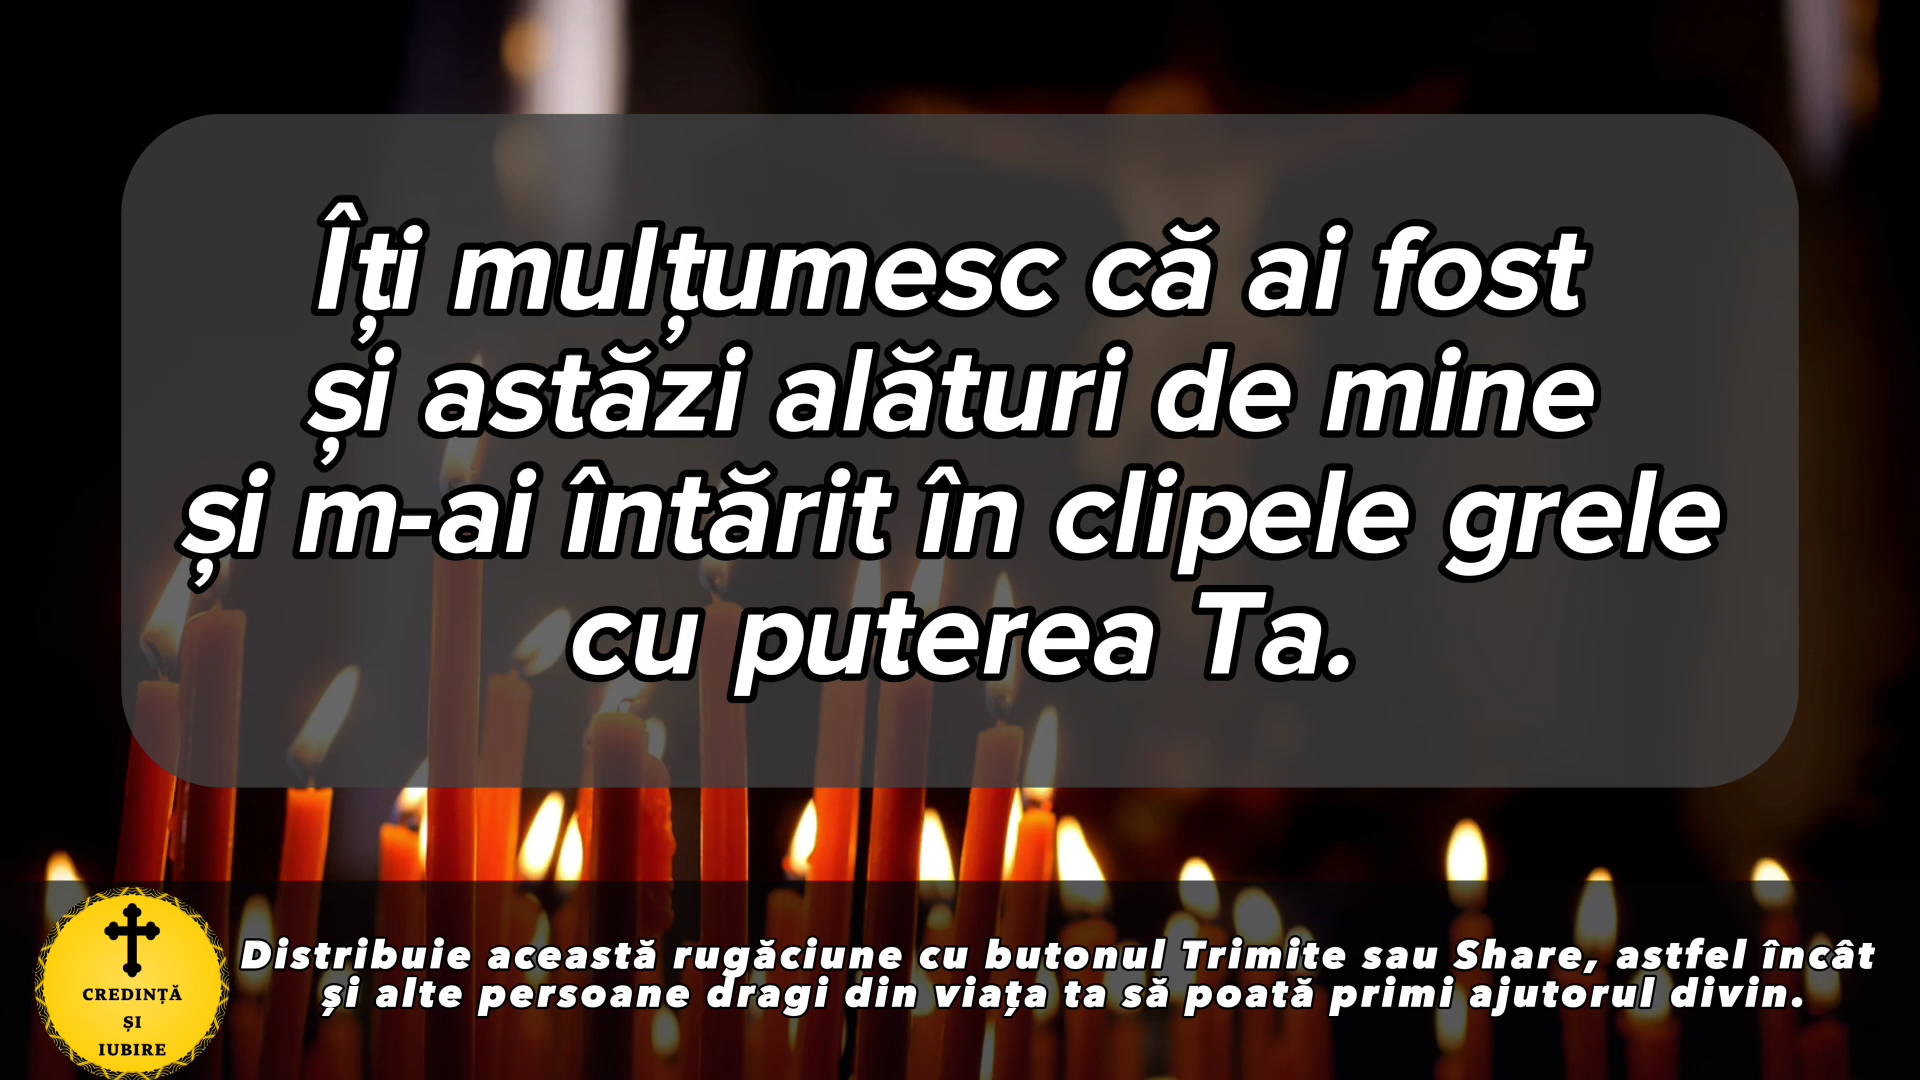 Îți mulțumesc că ai fost
și astăzi alături de mine
și m-ai întărit în clipele grele
cu puterea Ta.
CREDINȚĂ
ȘI
IUBIRE
Distribuie această rugăciune cu butonul Trimite sau Share, astfel încât
și alte persoane dragi din viața ta să poată primi ajutorul divin.